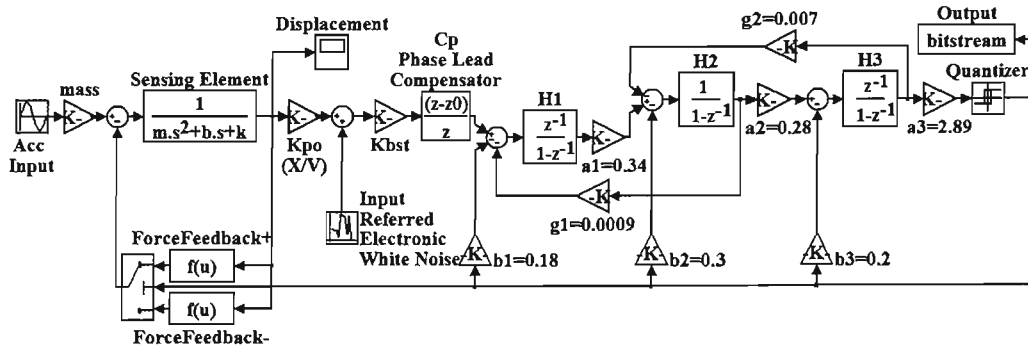 g2=0.007
Output
bitstream
Displacement
Cp
Phase Lead
Compensator
-K
H2
H3
Quantizer
mass
Sensing Element
(z-z0)
z
H1
1
1-z⁻¹
z⁻¹
1-z⁻¹
K-
1
m.s²+b.s+k
K-
K-
z⁻¹
1-z⁻¹
K-
K-
K-
a2=0.28
a3=2.89
Acc
Input
Kpo
(X/V)
Kbst
a1=0.34
-K
g1=0.0009
Input
Referred
Electronic
White Noise
ForceFeedback+
f(u)
-K-
b1=0.18
-K-
b2=0.3
-K-
b3=0.2
f(u)
ForceFeedback-